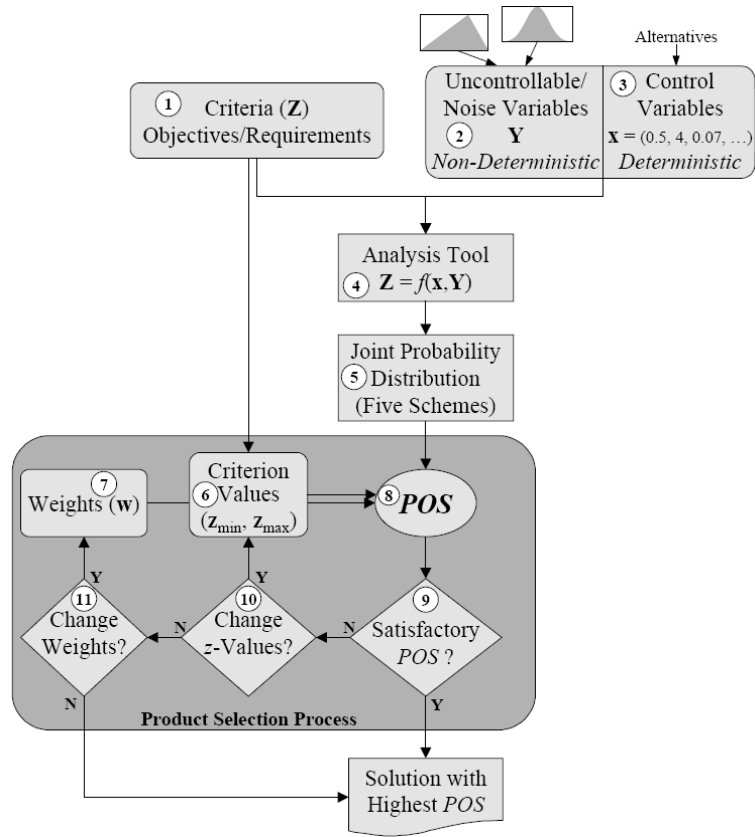 Alternatives
1
Criteria (Z)
Objectives/Requirements
Uncontrollable/
Noise Variables
2 Y
Non-Deterministic
3 Control
Variables
x = (0.5, 4, 0.07, …)
Deterministic
Analysis Tool
4 Z = f(x,Y)
Joint Probability
5 Distribution
(Five Schemes)
7
Weights (w)
Criterion
6 Values
(zmin, zmax)
8 POS
Y
Y
11
Change
Weights?
N
10
Change
z-Values?
N
9
Satisfactory
POS ?
N
Y
Product Selection Process
Solution with
Highest POS